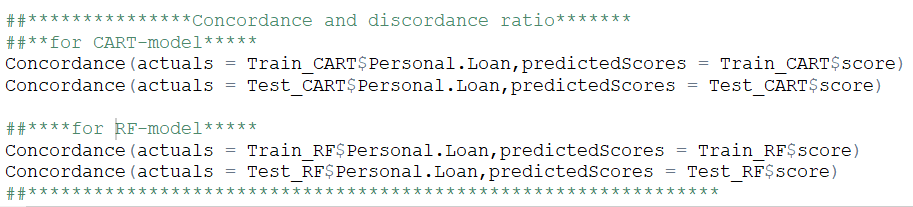 ##***************Concordance and discordance ratio*******
##**for CART-model*****
Concordance(actuals = Train_CART$Personal.Loan,predictedScores = Train_CART$score)
Concordance(actuals = Test_CART$Personal.Loan,predictedScores = Test_CART$score)
##****for RF-model*****
Concordance(actuals = Train_RF$Personal.Loan,predictedScores = Train_RF$score)
Concordance(actuals = Test_RF$Personal.Loan,predictedScores = Test_RF$score)
##***************************************************************